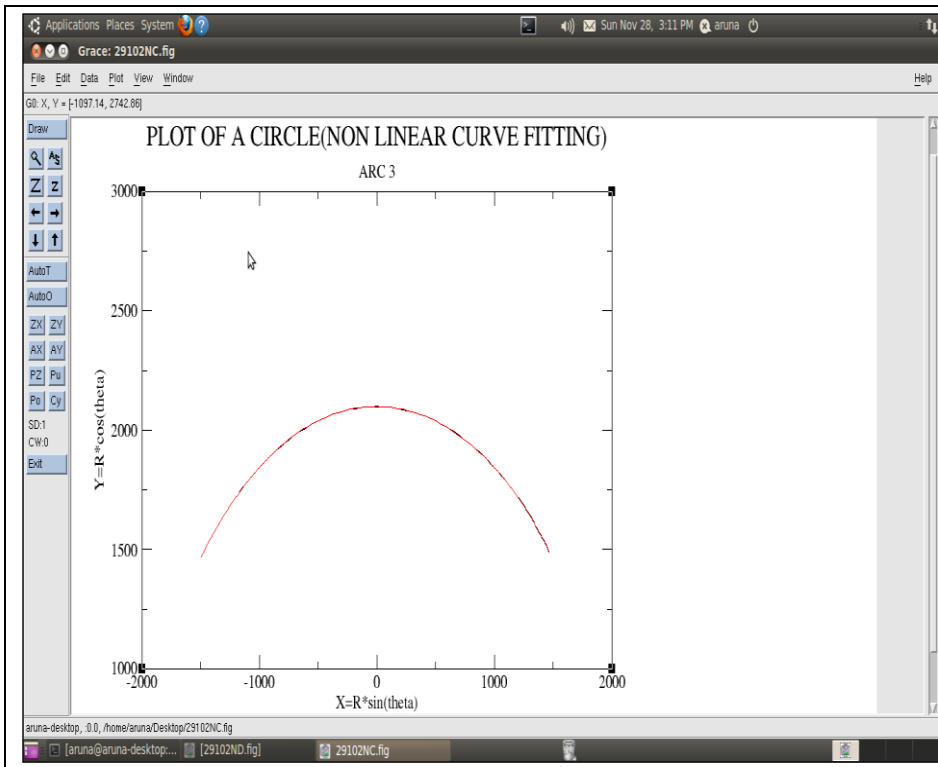 Applications Places System Sun Nov 28, 3:11 PM aruna
Grace: 29102NC.fig
File Edit Data Plot View Window Help
G0: X, Y = [-1097.14, 2742.86]
Draw
AS
Z z
AutoT
AutoO
ZX ZY
AX AY
PZ Pu
Po Cy
SD:1
CW:0
Exit
PLOT OF A CIRCLE(NON LINEAR CURVE FITTING)
ARC 3
3000
2500
2000
1500
1000
Y=R*cos(theta)
-2000 -1000 0 1000 2000
X=R*sin(theta)
aruna-desktop, :0.0, /home/aruna/Desktop/29102NC.fig
[aruna@aruna-desktop:... [29102ND.fig] 29102NC.fig